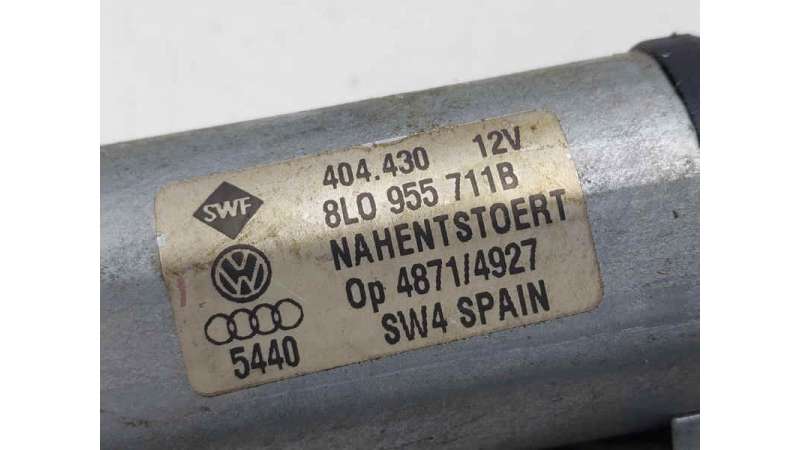 404.430 12V
SWF
8L0 955 711B
NAHENTSTOERT
Op 4871/4927
5440
SW4 SPAIN